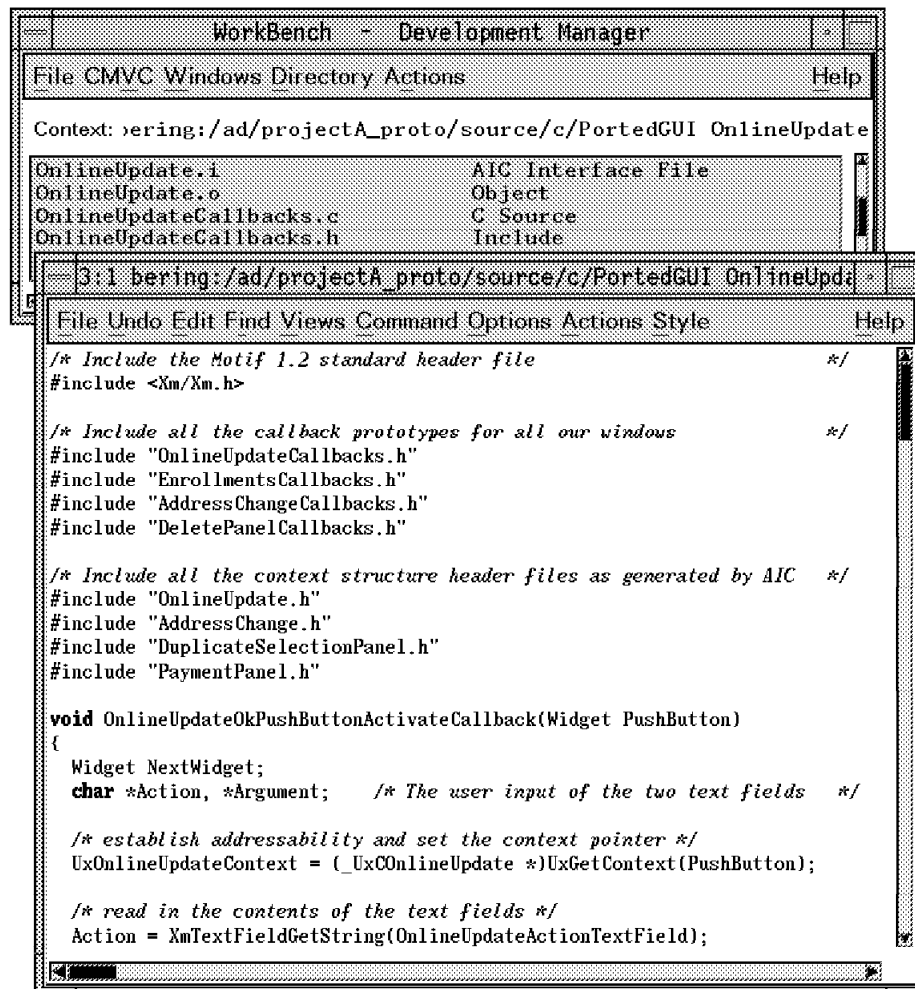 WorkBench - Development Manager
File CMVC Windows Directory Actions Help
Context: ering:/ad/projectA_proto/source/c/PortedGUI OnlineUpdate
OnlineUpdate.i AIC Interface File
OnlineUpdate.o Object
OnlineUpdateCallbacks.c C Source
OnlineUpdateCallbacks.h Include
3:1 bering:/ad/projectA_proto/source/c/PortedGUI OnlineUpda
File Undo Edit Find Views Command Options Actions Style Help
/* Include the Motif 1.2 standard header file */
#include <Xm/Xm.h>
/* Include all the callback prototypes for all our windows */
#include "OnlineUpdateCallbacks.h"
#include "EnrollmentsCallbacks.h"
#include "AddressChangeCallbacks.h"
#include "DeletePanelCallbacks.h"
/* Include all the context structure header files as generated by AIC */
#include "OnlineUpdate.h"
#include "AddressChange.h"
#include "DuplicateSelectionPanel.h"
#include "PaymentPanel.h"
void OnlineUpdateOkPushButtonActivateCallback(Widget PushButton)
{
Widget NextWidget;
char *Action, *Argument; /* The user input of the two text fields */
/* establish addressability and set the context pointer */
UxOnlineUpdateContext = (_UxCOnlineUpdate *)UxGetContext(PushButton);
/* read in the contents of the text fields */
Action = XmTextFieldGetString(OnlineUpdateActionTextField);